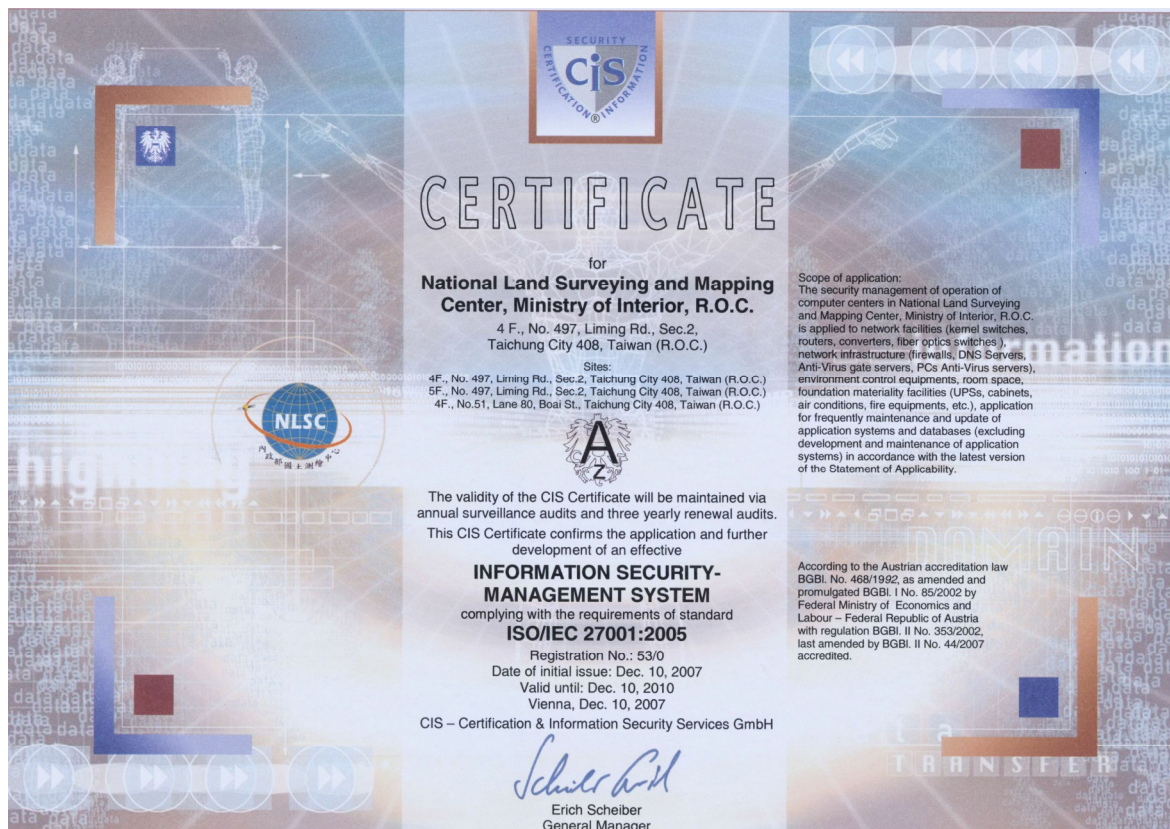 SECURITY
CERTIFICATION
INFORMATION
CiS
®
CERTIFICATE
for
National Land Surveying and Mapping
Center, Ministry of Interior, R.O.C.
4 F., No. 497, Liming Rd., Sec.2,
Taichung City 408, Taiwan (R.O.C.)
Sites:
4F., No. 497, Liming Rd., Sec.2, Taichung City 408, Taiwan (R.O.C.)
5F., No. 497, Liming Rd., Sec.2, Taichung City 408, Taiwan (R.O.C.)
4F., No.51, Lane 80, Boai St., Taichung City 408, Taiwan (R.O.C.)
NLSC
內政部國土測繪中心
A
Z
The validity of the CIS Certificate will be maintained via
annual surveillance audits and three yearly renewal audits.
This CIS Certificate confirms the application and further
development of an effective
INFORMATION SECURITY-
MANAGEMENT SYSTEM
complying with the requirements of standard
ISO/IEC 27001:2005
Registration No.: 53/0
Date of initial issue: Dec. 10, 2007
Valid until: Dec. 10, 2010
Vienna, Dec. 10, 2007
CIS – Certification & Information Security Services GmbH
Erich Scheiber
General Manager
Scope of application:
The security management of operation of
computer centers in National Land Surveying
and Mapping Center, Ministry of Interior, R.O.C.
is applied to network facilities (kernel switches,
routers, converters, fiber optics switches ),
network infrastructure (firewalls, DNS Servers,
Anti-Virus gate servers, PCs Anti-Virus servers),
environment control equipments, room space,
foundation materiality facilities (UPSs, cabinets,
air conditions, fire equipments, etc.), application
for frequently maintenance and update of
application systems and databases (excluding
development and maintenance of application
systems) in accordance with the latest version
of the Statement of Applicability.
DOMAIN
According to the Austrian accreditation law
BGBl. No. 468/1992, as amended and
promulgated BGBl. I No. 85/2002 by
Federal Ministry of Economics and
Labour – Federal Republic of Austria
with regulation BGBl. II No. 353/2002,
last amended by BGBl. II No. 44/2007
accredited.
TRANSFER